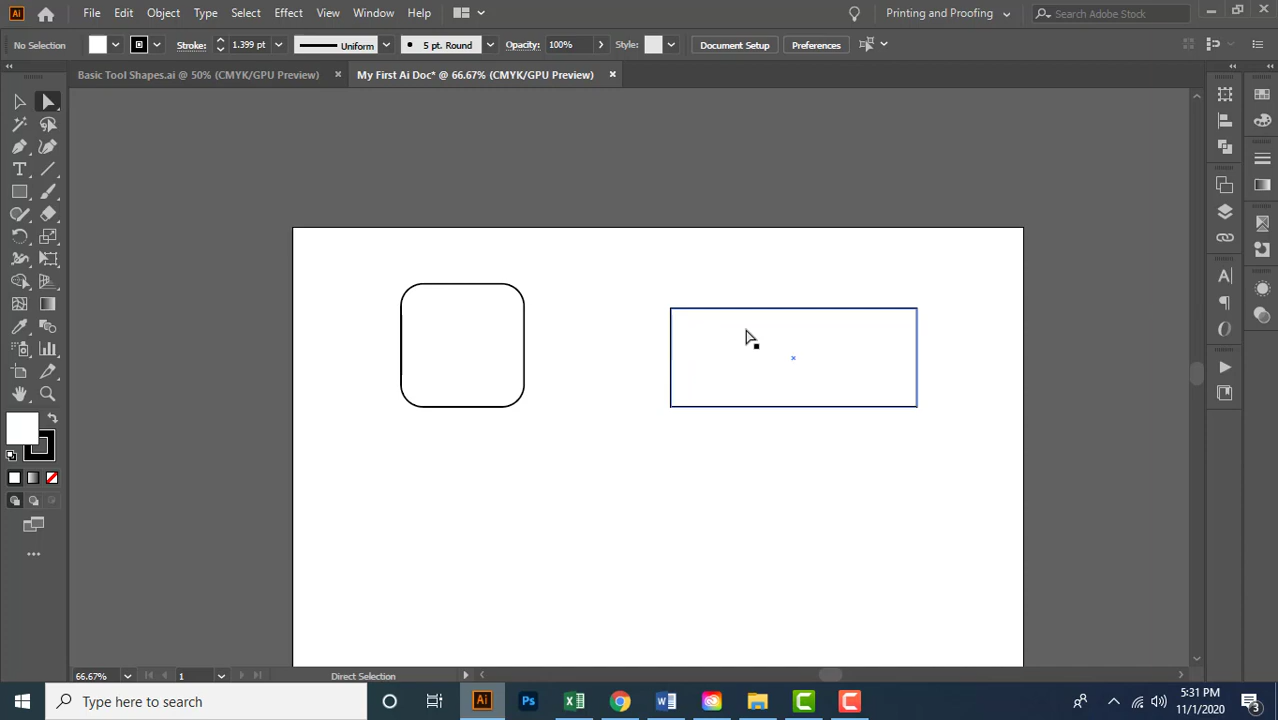 Ai File Edit Object Type Select Effect View Window Help Printing and Proofing Search Adobe Stock
No Selection Stroke: 1.399 pt Uniform 5 pt. Round Opacity: 100% Style: Document Setup Preferences
Basic Tool Shapes.ai @ 50% (CMYK/GPU Preview) × My First Ai Doc* @ 66.67% (CMYK/GPU Preview) ×
66.67% 1 Direct Selection
Type here to search Ai Ps 5:31 PM
11/1/2020 3